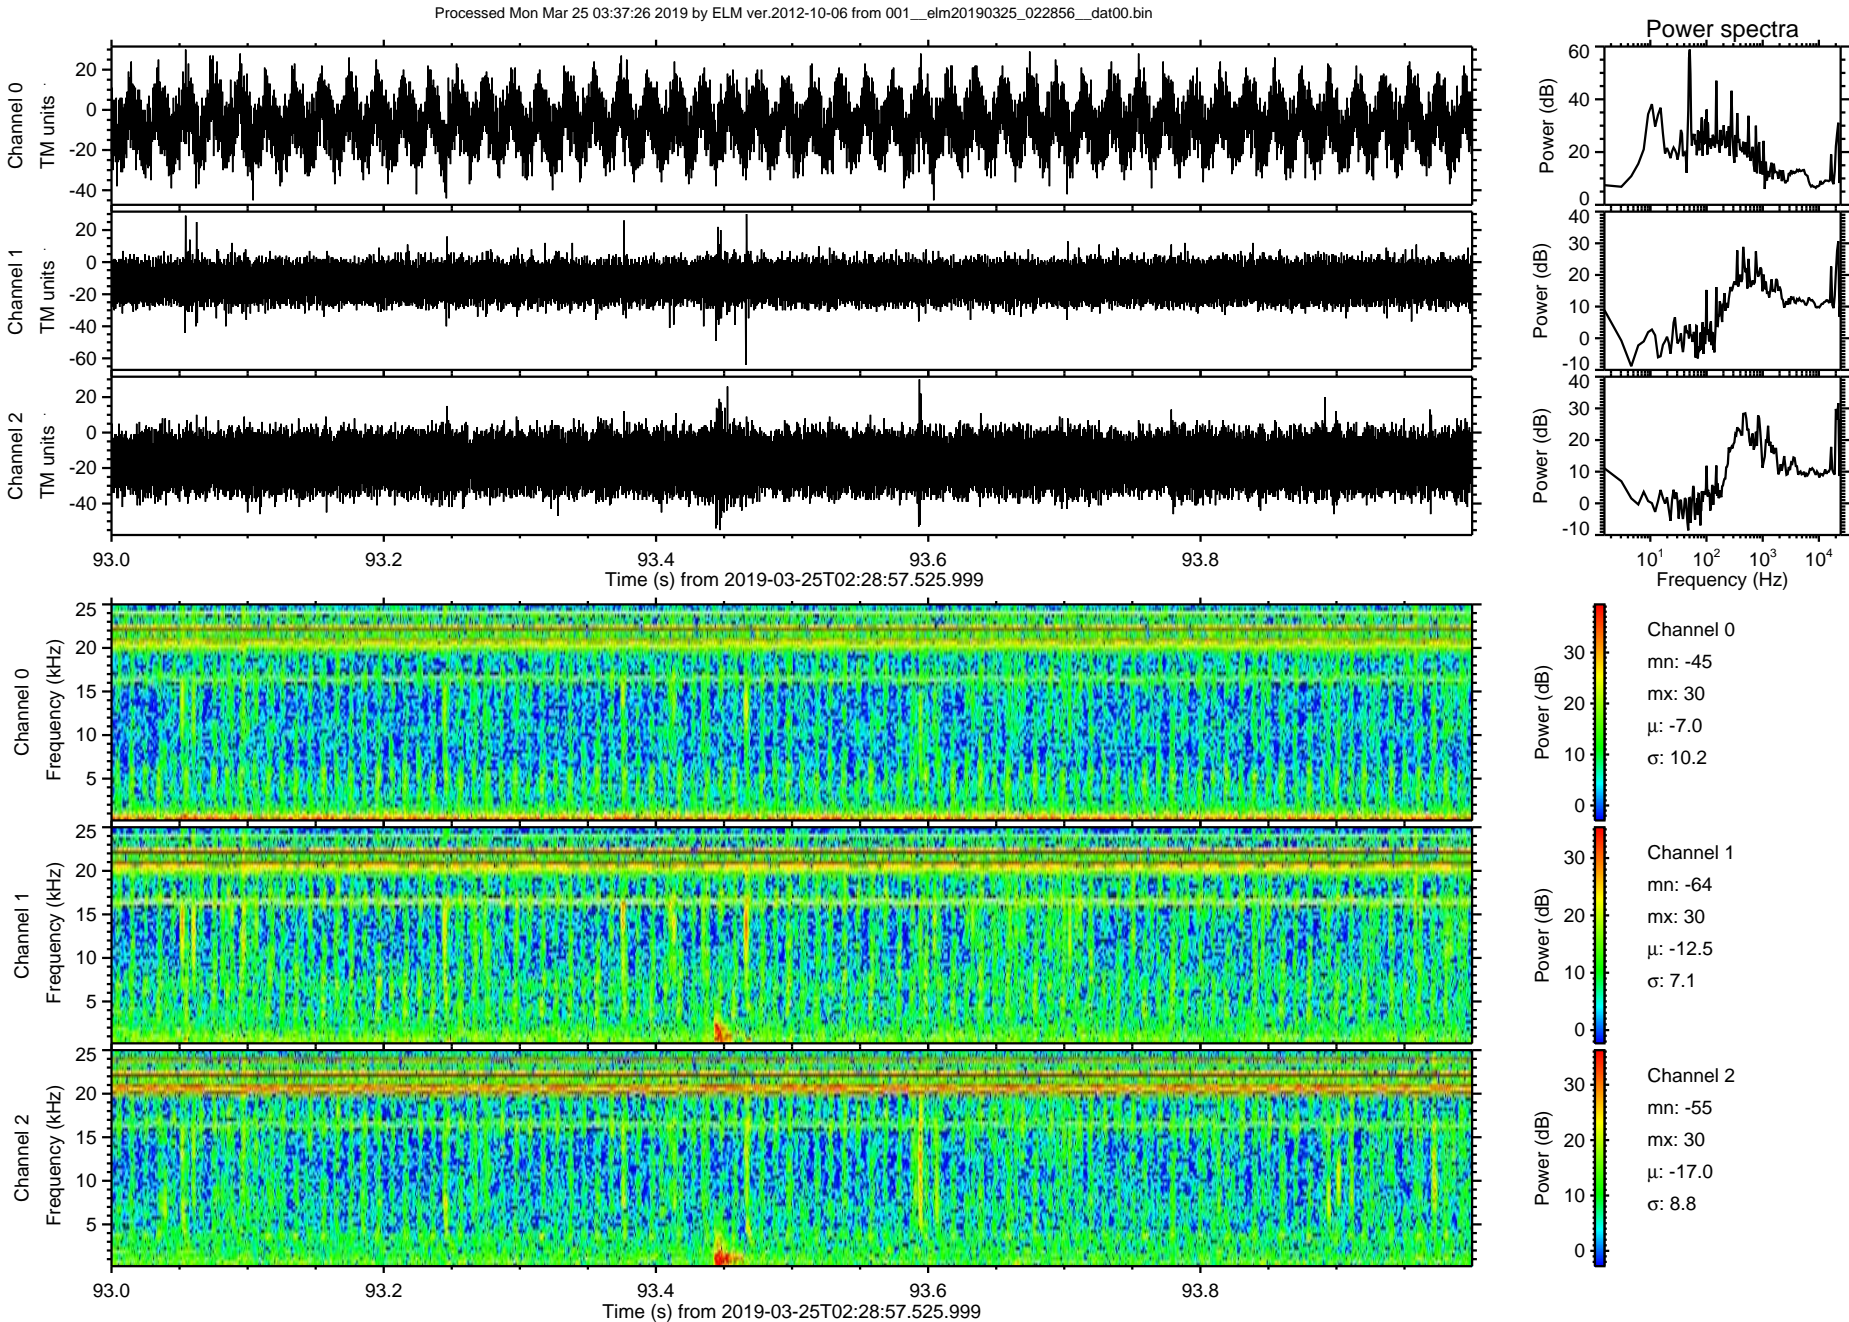 Processed Mon Mar 25 03:37:26 2019 by ELM ver.2012-10-06 from 001__elm20190325_022856__dat00.bin
Power spectra
Channel 0
TM units
20
0
-20
-40
Power (dB)
60
40
20
0
Channel 1
TM units
20
0
-20
-40
-60
Power (dB)
40
30
20
10
0
-10
Channel 2
TM units
20
0
-20
-40
Power (dB)
40
30
20
10
0
-10
93.0 93.2 93.4 93.6 93.8
Time (s) from 2019-03-25T02:28:57.525.999
10^1 10^2 10^3 10^4
Frequency (Hz)
Channel 0
Frequency (kHz)
25
20
15
10
5
Power (dB)
30
20
10
0
Channel 0
mn: -45
mx: 30
μ: -7.0
σ: 10.2
Channel 1
Frequency (kHz)
25
20
15
10
5
Power (dB)
30
20
10
0
Channel 1
mn: -64
mx: 30
μ: -12.5
σ: 7.1
Channel 2
Frequency (kHz)
25
20
15
10
5
Power (dB)
30
20
10
0
Channel 2
mn: -55
mx: 30
μ: -17.0
σ: 8.8
93.0 93.2 93.4 93.6 93.8
Time (s) from 2019-03-25T02:28:57.525.999